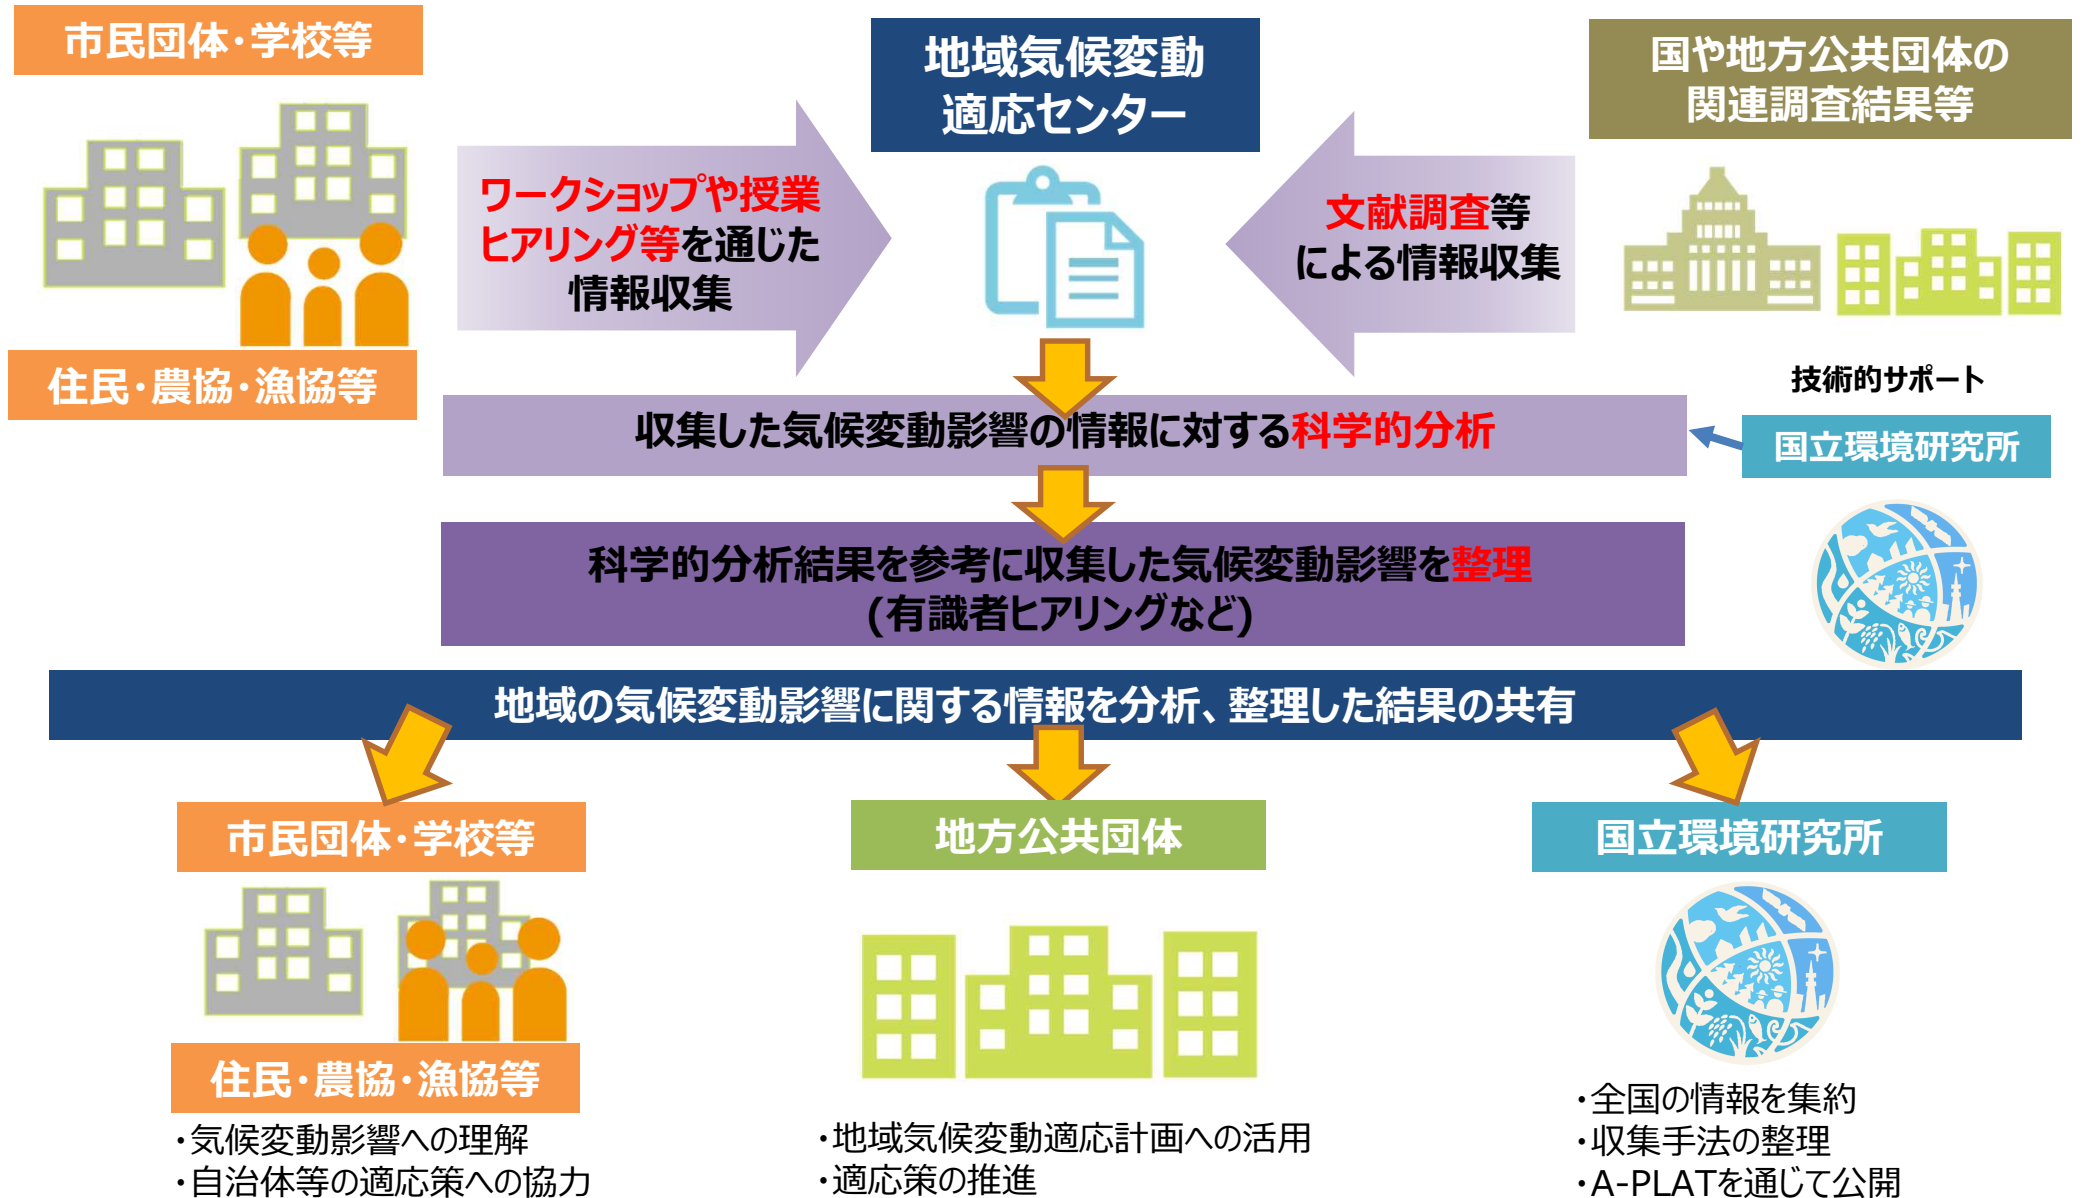 市民団体・学校等
住民・農協・漁協等
ワークショップや授業
ヒアリング等を通じた
情報収集
地域気候変動
適応センター
文献調査等
による情報収集
国や地方公共団体の
関連調査結果等
技術的サポート
国立環境研究所
収集した気候変動影響の情報に対する科学的分析
科学的分析結果を参考に収集した気候変動影響を整理
(有識者ヒアリングなど)
地域の気候変動影響に関する情報を分析、整理した結果の共有
市民団体・学校等
住民・農協・漁協等
・気候変動影響への理解
・自治体等の適応策への協力
地方公共団体
・地域気候変動適応計画への活用
・適応策の推進
国立環境研究所
・全国の情報を集約
・収集手法の整理
・A-PLATを通じて公開